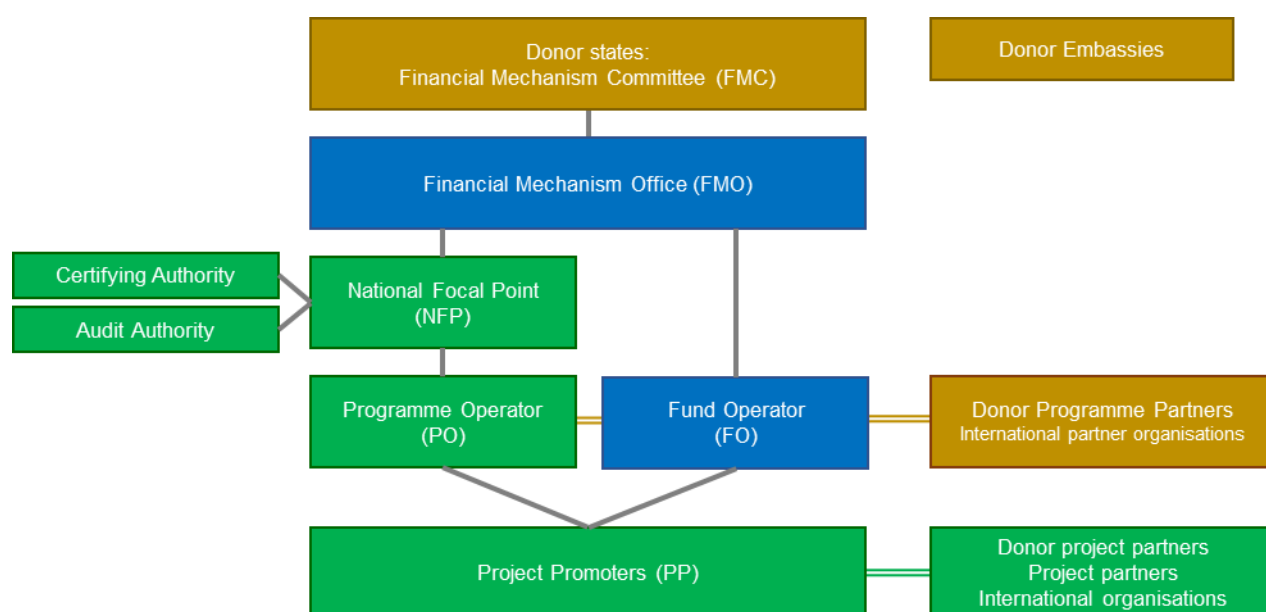 Donor states:
Financial Mechanism Committee (FMC)
Donor Embassies
Financial Mechanism Office (FMO)
Certifying Authority
Audit Authority
National Focal Point
(NFP)
Programme Operator
(PO)
Fund Operator
(FO)
Donor Programme Partners
International partner organisations
Project Promoters (PP)
Donor project partners
Project partners
International organisations